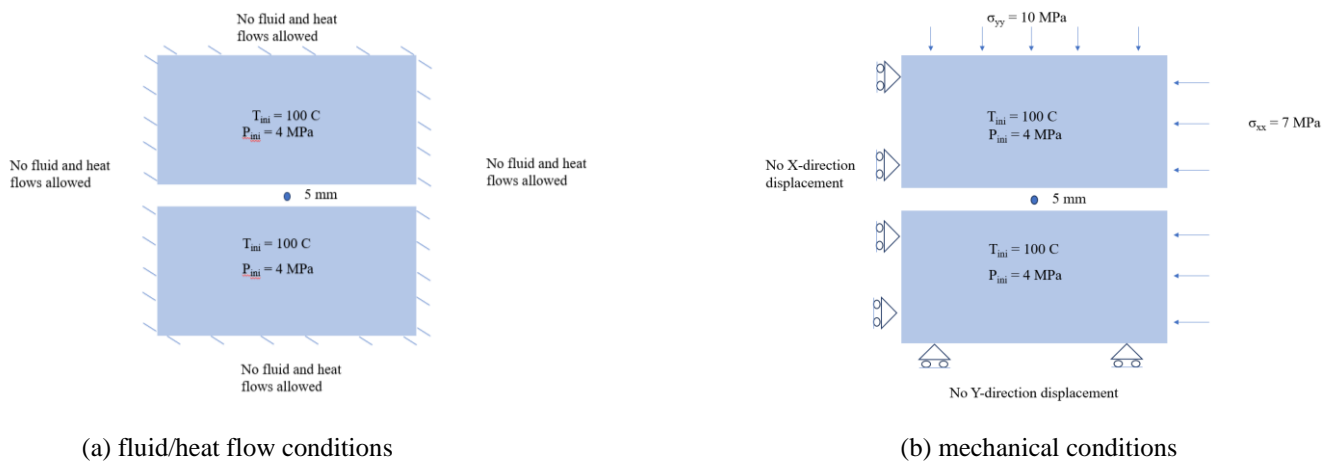 No fluid and heat
flows allowed
T_ini = 100 C
P_ini = 4 MPa
No fluid and heat
flows allowed
No fluid and heat
flows allowed
5 mm
T_ini = 100 C
P_ini = 4 MPa
No fluid and heat
flows allowed
(a) fluid/heat flow conditions
σ_yy = 10 MPa
T_ini = 100 C
P_ini = 4 MPa
σ_xx = 7 MPa
No X-direction
displacement
5 mm
T_ini = 100 C
P_ini = 4 MPa
No Y-direction displacement
(b) mechanical conditions